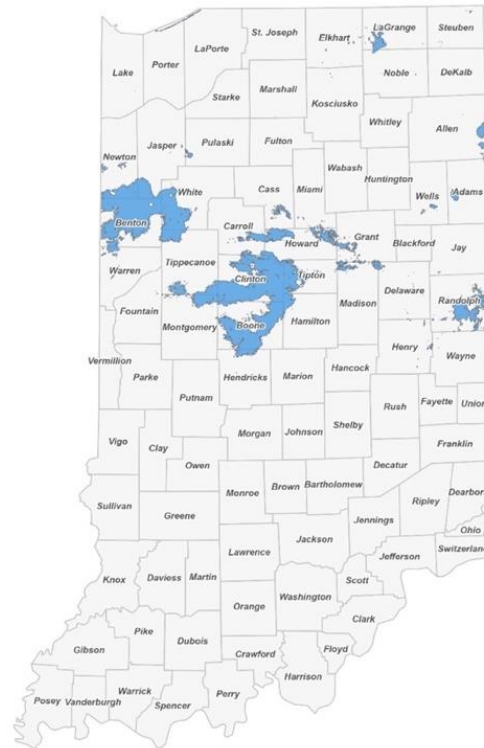 St. Joseph
LaGrange
Steuben
Elkhart
LaPorte
Porter
Lake
Noble
DeKalb
Marshall
Starke
Kosciusko
Whitley
Allen
Jasper
Pulaski
Fulton
Newton
Wabash
Huntington
White
Cass
Miami
Wells
Adams
Benton
Carroll
Grant
Howard
Blackford
Jay
Warren
Tippecanoe
Clinton
Tipton
Delaware
Randolph
Madison
Fountain
Boone
Hamilton
Montgomery
Henry
Wayne
Vermillion
Hancock
Parke
Hendricks
Marion
Putnam
Fayette
Union
Rush
Shelby
Morgan
Johnson
Vigo
Clay
Franklin
Owen
Decatur
Brown
Bartholomew
Monroe
Dearborn
Ripley
Sullivan
Greene
Jennings
Ohio
Jackson
Switzerland
Lawrence
Jefferson
Knox
Daviess
Martin
Scott
Washington
Orange
Clark
Pike
Dubois
Floyd
Gibson
Crawford
Harrison
Warrick
Perry
Posey
Vanderburgh
Spencer